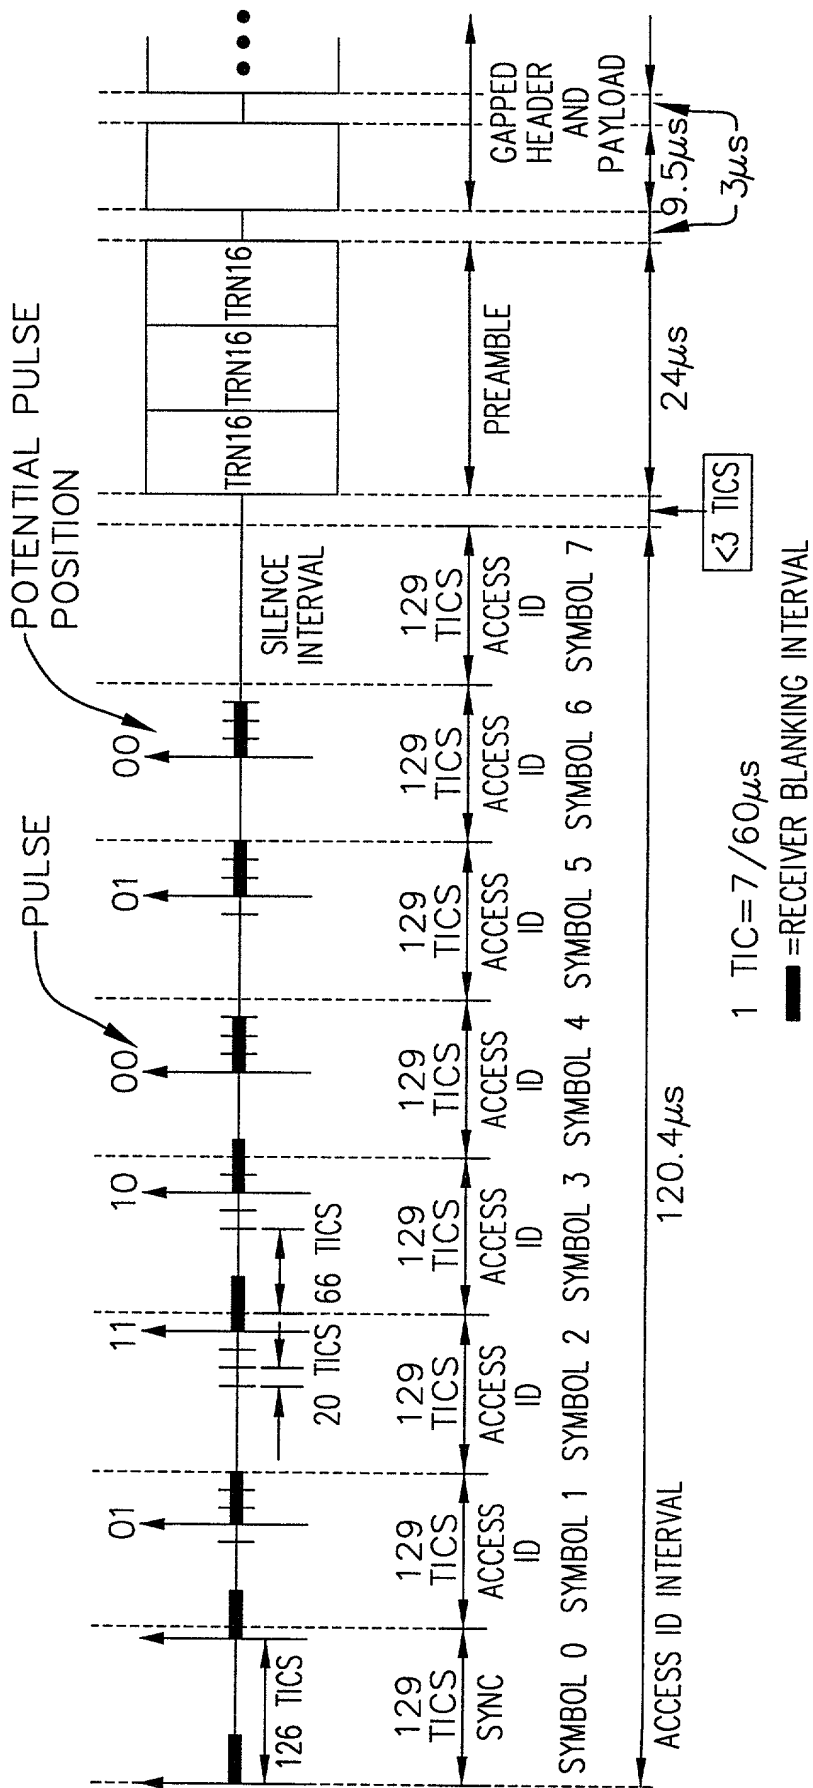 POTENTIAL PULSE
POSITION
PULSE
01
11
10
00
01
00
TRN16
TRN16
TRN16
126 TICS
20 TICS
66 TICS
SILENCE
INTERVAL
129
TICS
SYNC
129
TICS
ACCESS
ID
129
TICS
ACCESS
ID
129
TICS
ACCESS
ID
129
TICS
ACCESS
ID
129
TICS
ACCESS
ID
129
TICS
ACCESS
ID
129
TICS
ACCESS
ID
PREAMBLE
GAPPED
HEADER
AND
PAYLOAD
SYMBOL 0 SYMBOL 1 SYMBOL 2 SYMBOL 3 SYMBOL 4 SYMBOL 5 SYMBOL 6 SYMBOL 7
ACCESS ID INTERVAL
120.4µs
<3 TICS
24µs
9.5µs
3µs
1 TIC=7/60µs
=RECEIVER BLANKING INTERVAL